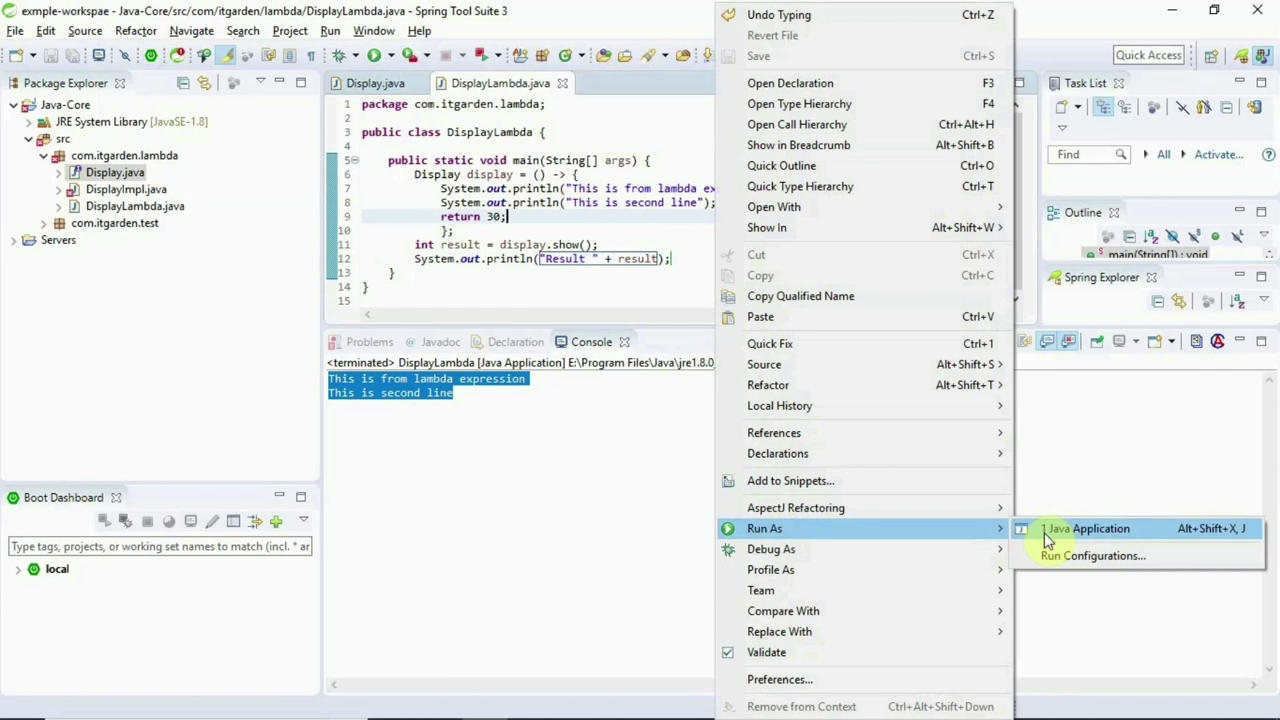 exmple-workspae - Java-Core/src/com/itgarden/lambda/DisplayLambda.java - Spring Tool Suite 3
File Edit Source Refactor Navigate Search Project Run Window Help
Quick Access
Package Explorer
Java-Core
JRE System Library [JavaSE-1.8]
src
com.itgarden.lambda
Display.java
DisplayImpl.java
DisplayLambda.java
com.itgarden.test
Servers
Boot Dashboard
Type tags, projects, or working set names to match (incl. * ar
local
Display.java DisplayLambda.java
1 package com.itgarden.lambda;
2
3 public class DisplayLambda {
4
5 public static void main(String[] args) {
6 Display display = () -> {
7 System.out.println("This is from lambda ex
8 System.out.println("This is second line");
9 return 30;
10 };
11 int result = display.show();
12 System.out.println("Result " + result);
13 }
14 }
15
Problems Javadoc Declaration Console
<terminated> DisplayLambda [Java Application] E:\Program Files\Java\jre1.8.0_
This is from lambda expression
This is second line
Undo Typing Ctrl+Z
Revert File
Save Ctrl+S
Open Declaration F3
Open Type Hierarchy F4
Open Call Hierarchy Ctrl+Alt+H
Show in Breadcrumb Alt+Shift+B
Quick Outline Ctrl+O
Quick Type Hierarchy Ctrl+T
Open With
Show In Alt+Shift+W
Cut Ctrl+X
Copy Ctrl+C
Copy Qualified Name
Paste Ctrl+V
Quick Fix Ctrl+1
Source Alt+Shift+S
Refactor Alt+Shift+T
Local History
References
Declarations
Add to Snippets...
AspectJ Refactoring
Run As
Debug As
Profile As
Team
Compare With
Replace With
Validate
Preferences...
Remove from Context Ctrl+Alt+Shift+Down
1 Java Application Alt+Shift+X, J
Run Configurations...
Task List
Find All Activate...
Outline
main(String[]) : void
Spring Explorer